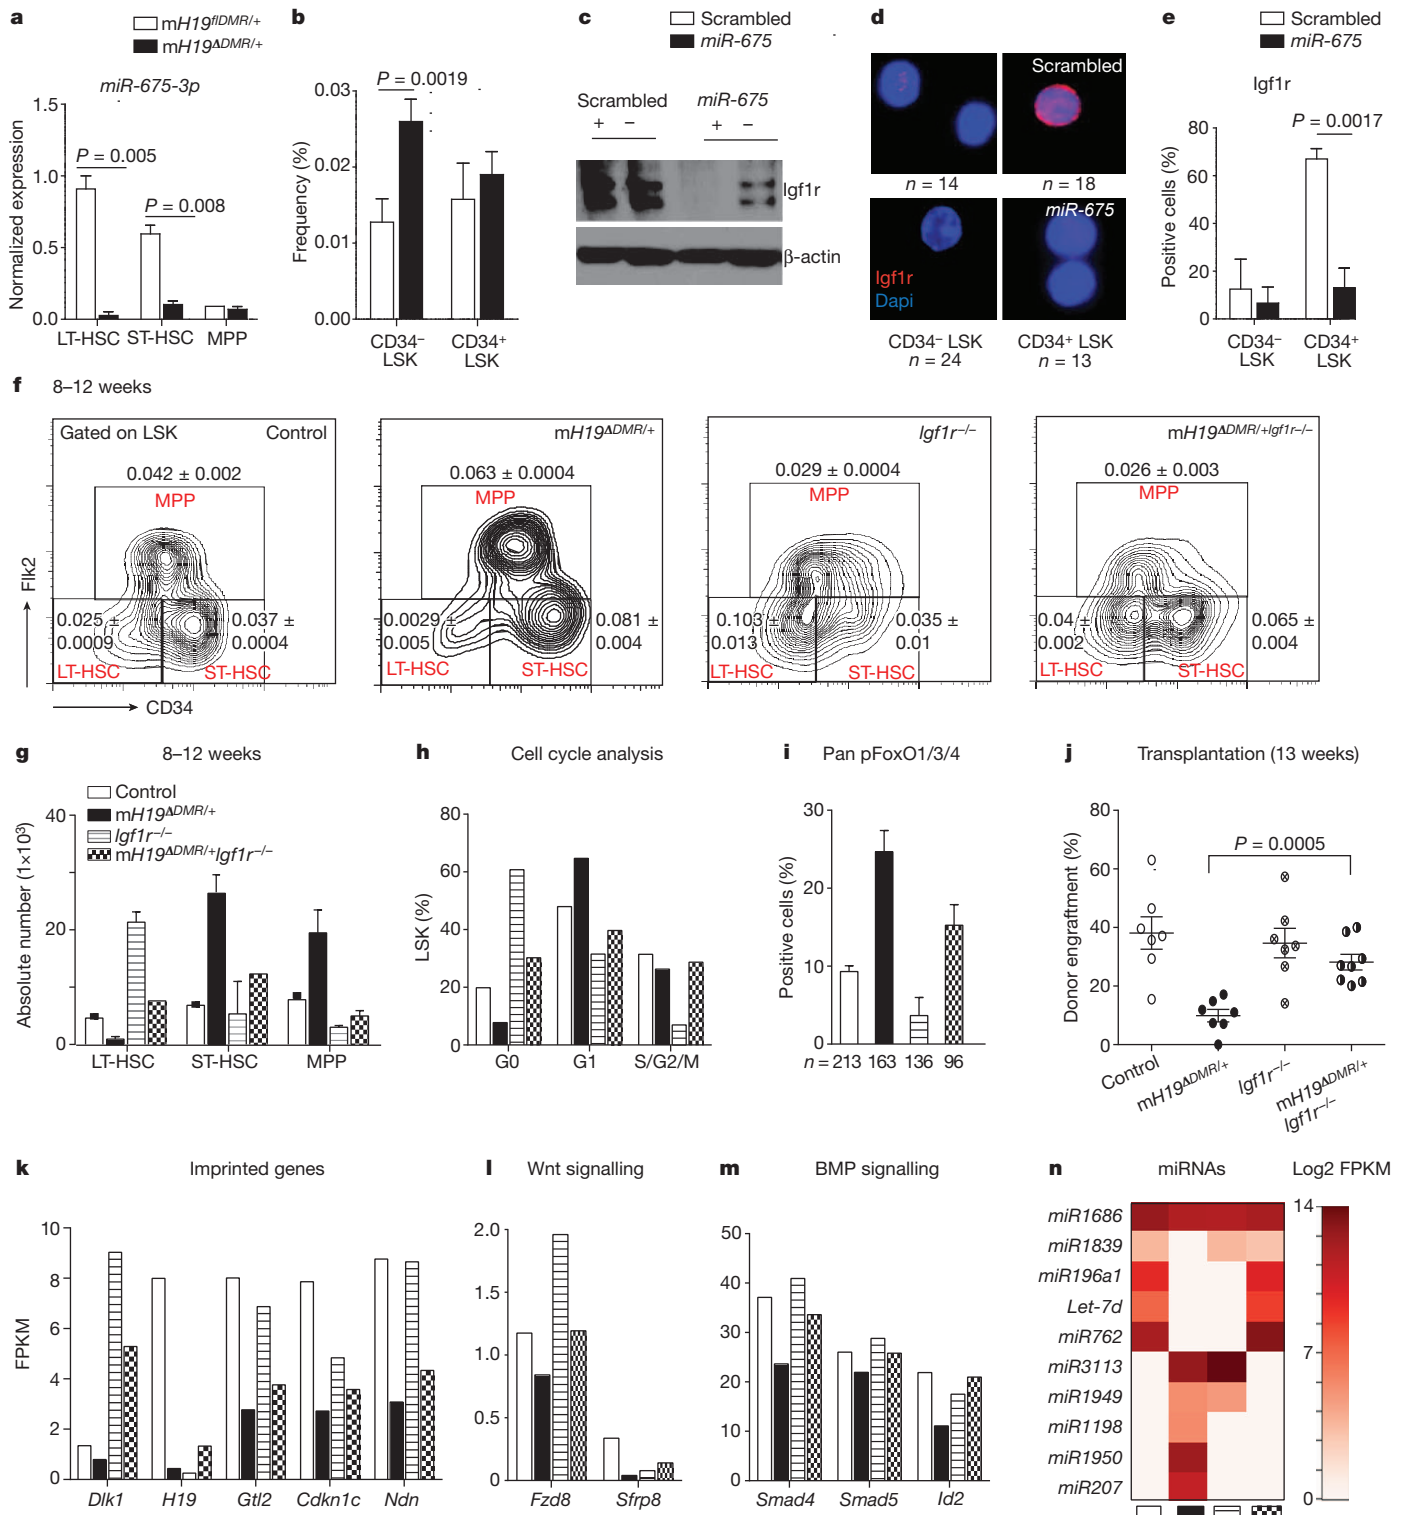 a
mH19flDMR/+
mH19ΔDMR/+
miR-675-3p
Normalized expression
1.5
1.0
0.5
0.0
P = 0.005
P = 0.008
LT-HSC ST-HSC MPP
b
P = 0.0019
Frequency (%)
0.03
0.02
0.01
0.00
CD34– LSK
CD34+ LSK
c
Scrambled
miR-675
Scrambled miR-675
+ – + –
Igf1r
β-actin
d
Scrambled
n = 14
n = 18
miR-675
Igf1r
Dapi
CD34– LSK
n = 24
CD34+ LSK
n = 13
e
Scrambled
miR-675
Igf1r
P = 0.0017
Positive cells (%)
80
60
40
20
0
CD34– LSK
CD34+ LSK
f 8–12 weeks
Flk2
CD34
Gated on LSK Control
0.042 ± 0.002
MPP
0.025 ± 0.0009
0.037 ± 0.004
LT-HSC
ST-HSC
mH19ΔDMR/+
0.063 ± 0.0004
MPP
0.0029 ± 0.005
0.081 ± 0.004
LT-HSC
ST-HSC
Igf1r–/–
0.029 ± 0.0004
MPP
0.103 ± 0.013
0.035 ± 0.01
LT-HSC
ST-HSC
mH19ΔDMR/+Igf1r–/–
0.026 ± 0.003
MPP
0.04 ± 0.002
0.065 ± 0.004
LT-HSC
ST-HSC
g 8–12 weeks
Control
mH19ΔDMR/+
Igf1r–/–
mH19ΔDMR/+Igf1r–/–
Absolute number (1×10³)
40
20
0
LT-HSC ST-HSC MPP
h Cell cycle analysis
LSK (%)
80
60
40
20
0
G0 G1 S/G2/M
i Pan pFoxO1/3/4
Positive cells (%)
30
20
10
0
n = 213 163 136 96
j Transplantation (13 weeks)
P = 0.0005
Donor engraftment (%)
80
60
40
20
0
Control
mH19ΔDMR/+
Igf1r–/–
mH19ΔDMR/+
Igf1r–/–
k Imprinted genes
FPKM
10
8
6
4
2
0
Dlk1 H19 Gtl2 Cdkn1c Ndn
l Wnt signalling
2.0
1.5
1.0
0.5
0
Fzd8 Sfrp8
m BMP signalling
50
40
30
20
10
0
Smad4 Smad5 Id2
n miRNAs Log2 FPKM
miR1686
miR1839
miR196a1
Let-7d
miR762
miR3113
miR1949
miR1198
miR1950
miR207
14
7
0